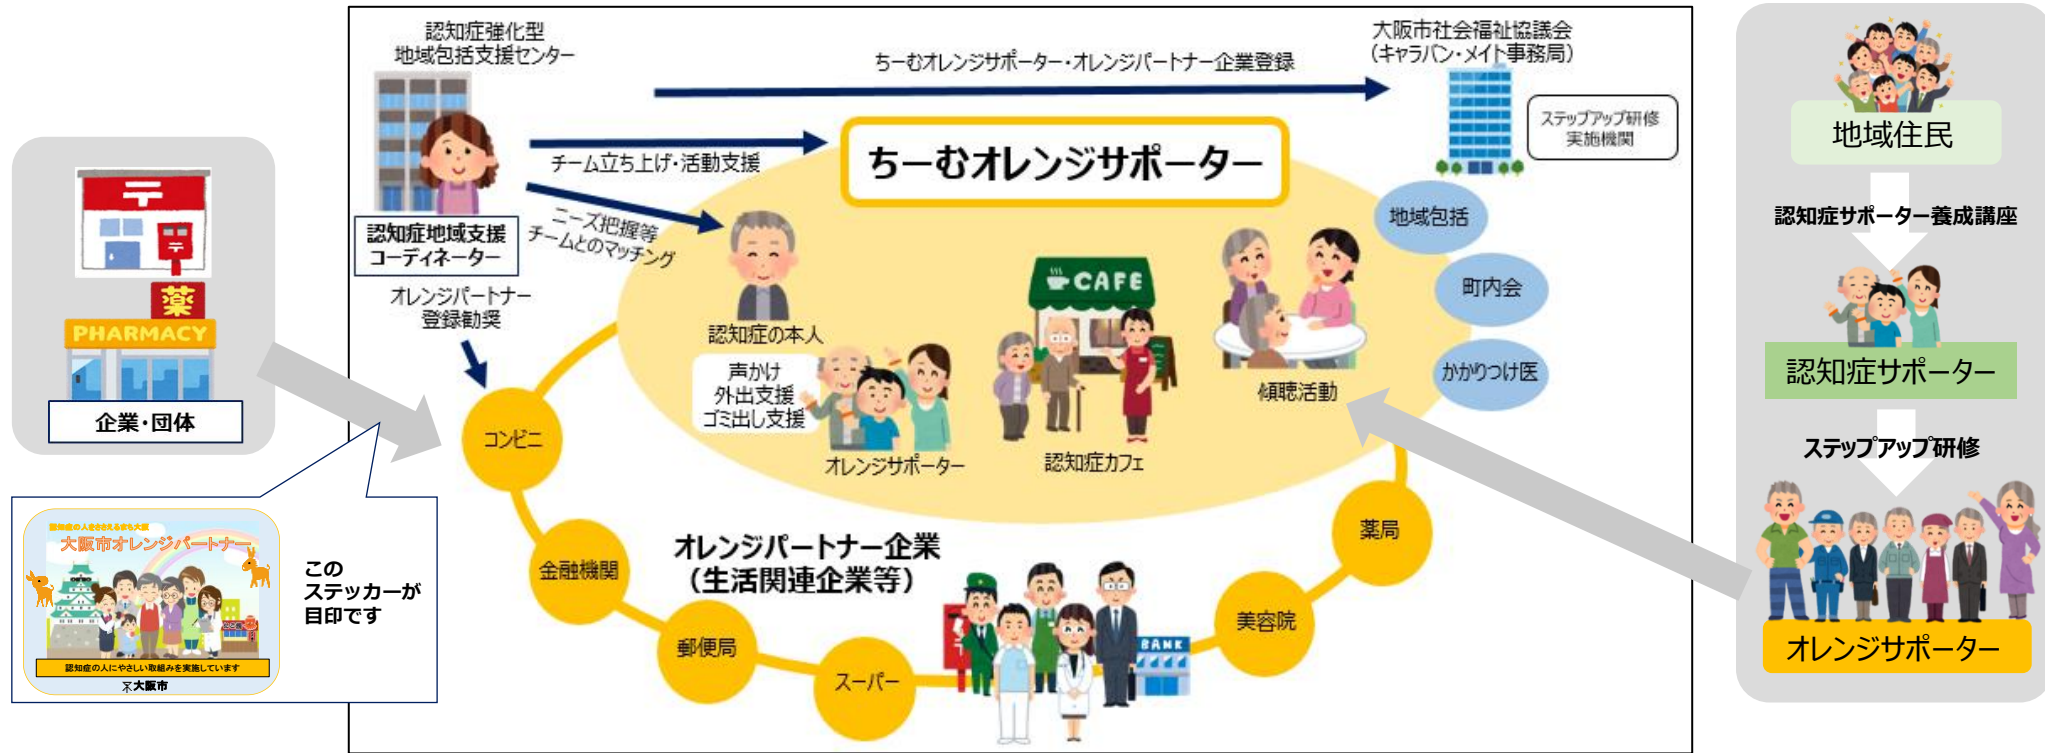 認知症強化型
地域包括支援センター
認知症地域支援
コーディネーター
オレンジパートナー
登録勧奨
ちーむオレンジサポーター・オレンジパートナー企業登録
大阪市社会福祉協議会
（キャラバン・メイト事務局）
ステップアップ研修
実施機関
チーム立ち上げ・活動支援
ニーズ把握等
チームとのマッチング
ちーむオレンジサポーター
認知症の本人
声かけ
外出支援
ゴミ出し支援
オレンジサポーター
CAFE
認知症カフェ
傾聴活動
地域包括
町内会
かかりつけ医
コンビニ
金融機関
郵便局
スーパー
美容院
薬局
オレンジパートナー企業
（生活関連企業等）
BANK
薬
PHARMACY
企業・団体
認知症の人をささえるまち大阪
大阪市オレンジパートナー
認知症の人にやさしい取組みを実施しています
大阪市
この
ステッカーが
目印です
地域住民
認知症サポーター養成講座
認知症サポーター
ステップアップ研修
オレンジサポーター